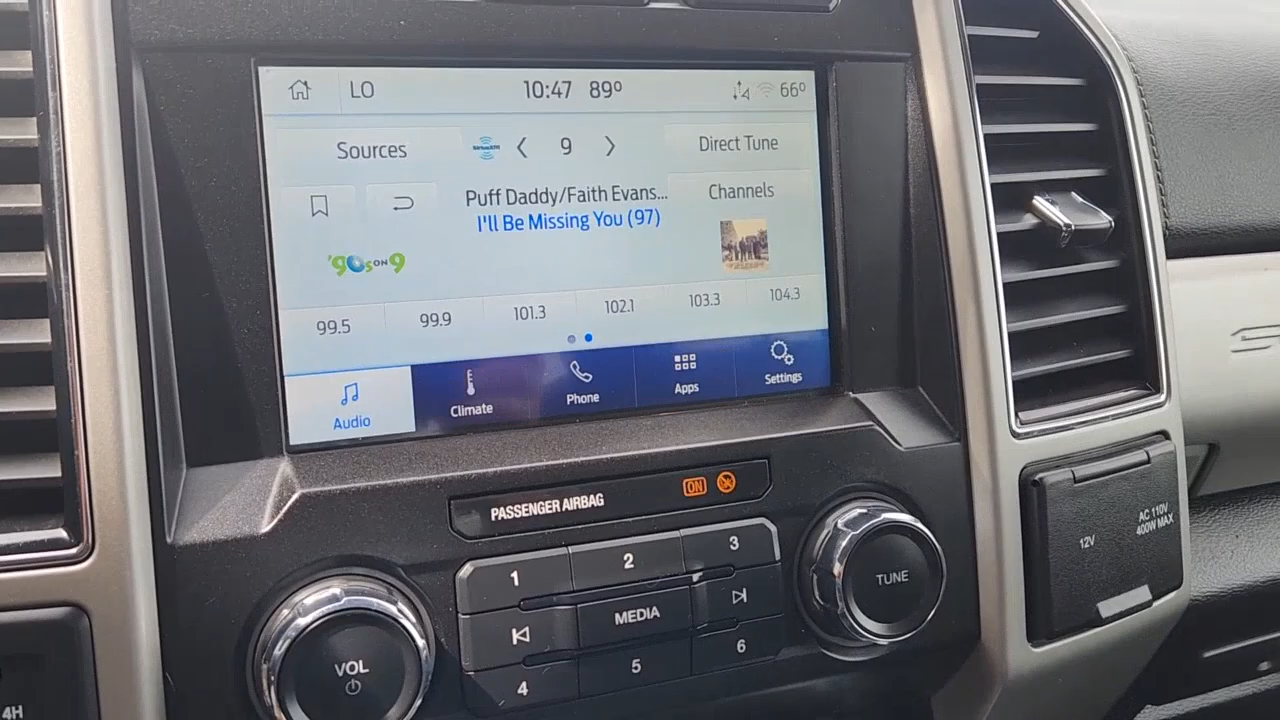 LO 10:47 89° 66°
Sources
SiriusXM
9
Direct Tune
Puff Daddy/Faith Evans...
I'll Be Missing You (97)
Channels
'90s ON 9
99.5 99.9 101.3 102.1 103.3 104.3
Audio Climate Phone Apps Settings
PASSENGER AIRBAG ON
1 2 3
MEDIA
4 5 6
VOL
TUNE
12V
AC 110V
400W MAX
4H